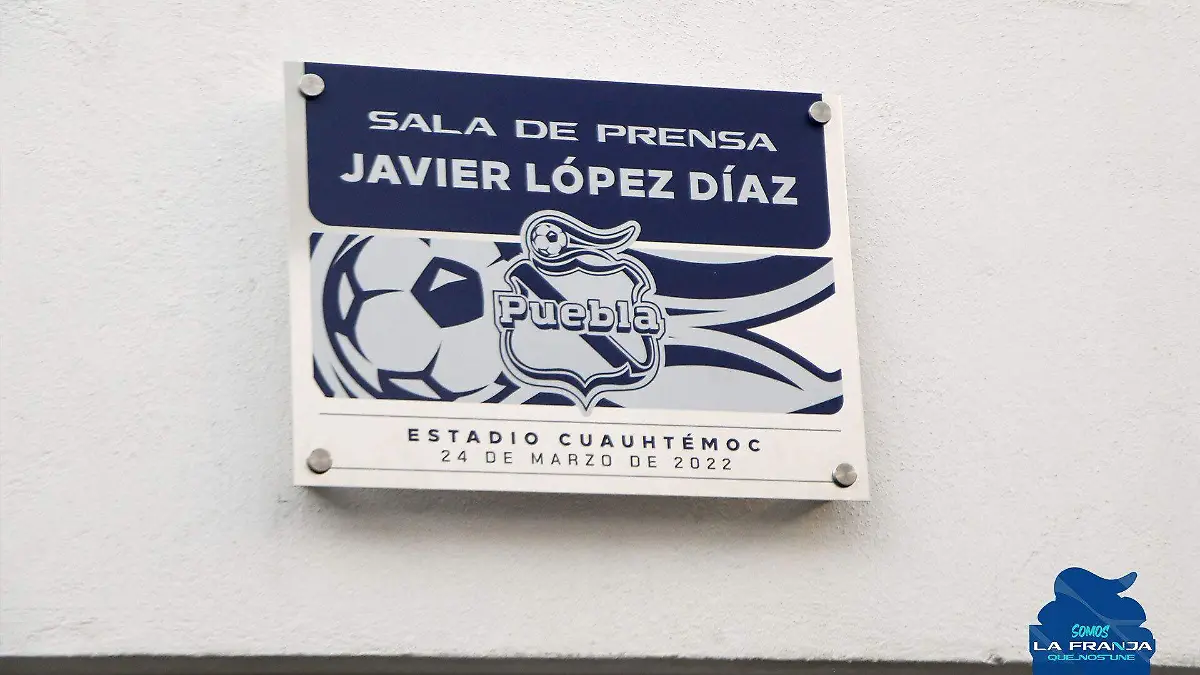 SALA DE PRENSA
JAVIER LÓPEZ DÍAZ
Puebla
ESTADIO CUAUHTÉMOC
24 DE MARZO DE 2022
SOMOS
LA FRANJA
QUE NOS UNE